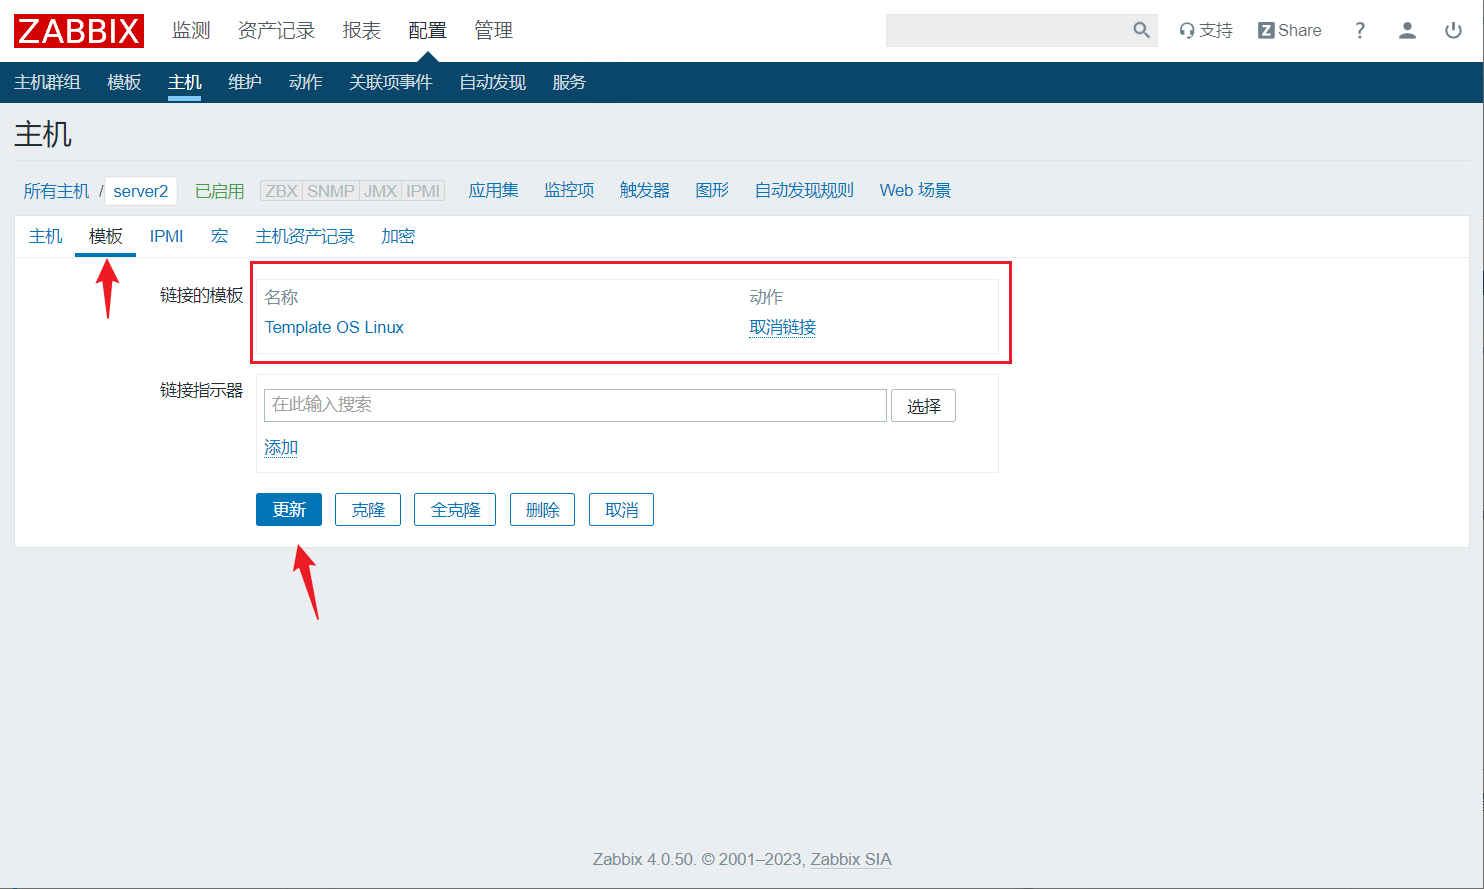 ZABBIX 监测 资产记录 报表 配置 管理 支持 Z Share ?
主机群组 模板 主机 维护 动作 关联项事件 自动发现 服务
主机
所有主机 / server2 已启用 ZBX SNMP JMX IPMI 应用集 监控项 触发器 图形 自动发现规则 Web 场景
主机 模板 IPMI 宏 主机资产记录 加密
链接的模板 名称 动作
Template OS Linux 取消链接
链接指示器 在此输入搜索 选择
添加
更新 克隆 全克隆 删除 取消
Zabbix 4.0.50. © 2001–2023, Zabbix SIA